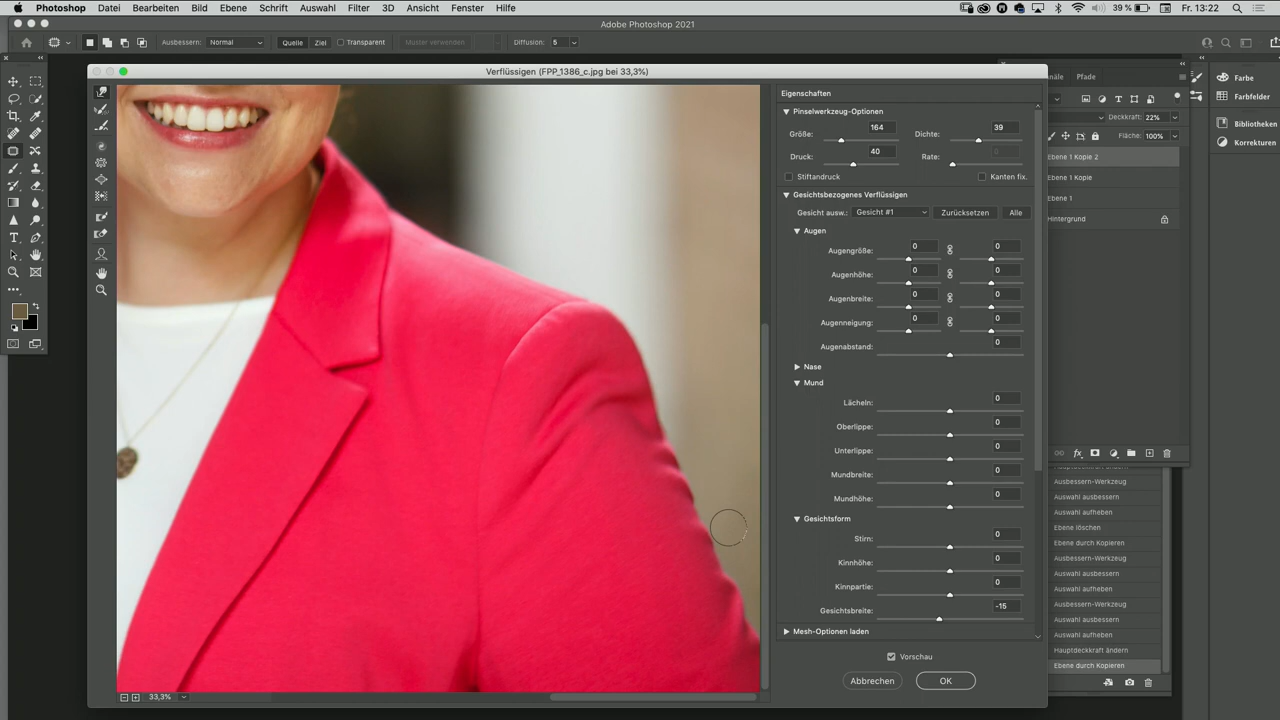 Photoshop Datei Bearbeiten Bild Ebene Schrift Auswahl Filter 3D Ansicht Fenster Hilfe 39 % Fr. 13:22
Adobe Photoshop 2021
Ausbessern: Normal Quelle Ziel Transparent Muster verwenden Diffusion: 5
Verflüssigen (FPP_1386_c.jpg bei 33,3%)
Eigenschaften
Pinselwerkzeug-Optionen
Größe: 164 Dichte: 39
Druck: 40 Rate: 0
Stiftandruck Kanten fix.
Gesichtsbezogenes Verflüssigen
Gesicht ausw.: Gesicht #1 Zurücksetzen Alle
Augen
Augengröße: 0 0
Augenhöhe: 0 0
Augenbreite: 0 0
Augenneigung: 0 0
Augenabstand: 0
Nase
Mund
Lächeln: 0
Oberlippe: 0
Unterlippe: 0
Mundbreite: 0
Mundhöhe: 0
Gesichtsform
Stirn: 0
Kinnhöhe: 0
Kinnpartie: 0
Gesichtsbreite: -15
Mesh-Optionen laden
Vorschau
Abbrechen OK
33,3%
näle Pfade
Deckkraft: 22%
Fläche: 100%
Ebene 1 Kopie 2
Ebene 1 Kopie
Ebene 1
Hintergrund
fx
Ausbessern-Werkzeug
Auswahl ausbessern
Auswahl aufheben
Ebene löschen
Ebene durch Kopieren
Ausbessern-Werkzeug
Auswahl ausbessern
Auswahl aufheben
Ausbessern-Werkzeug
Auswahl ausbessern
Auswahl aufheben
Hauptdeckkraft ändern
Ebene durch Kopieren
Farbe
Farbfelder
Bibliotheken
Korrekturen